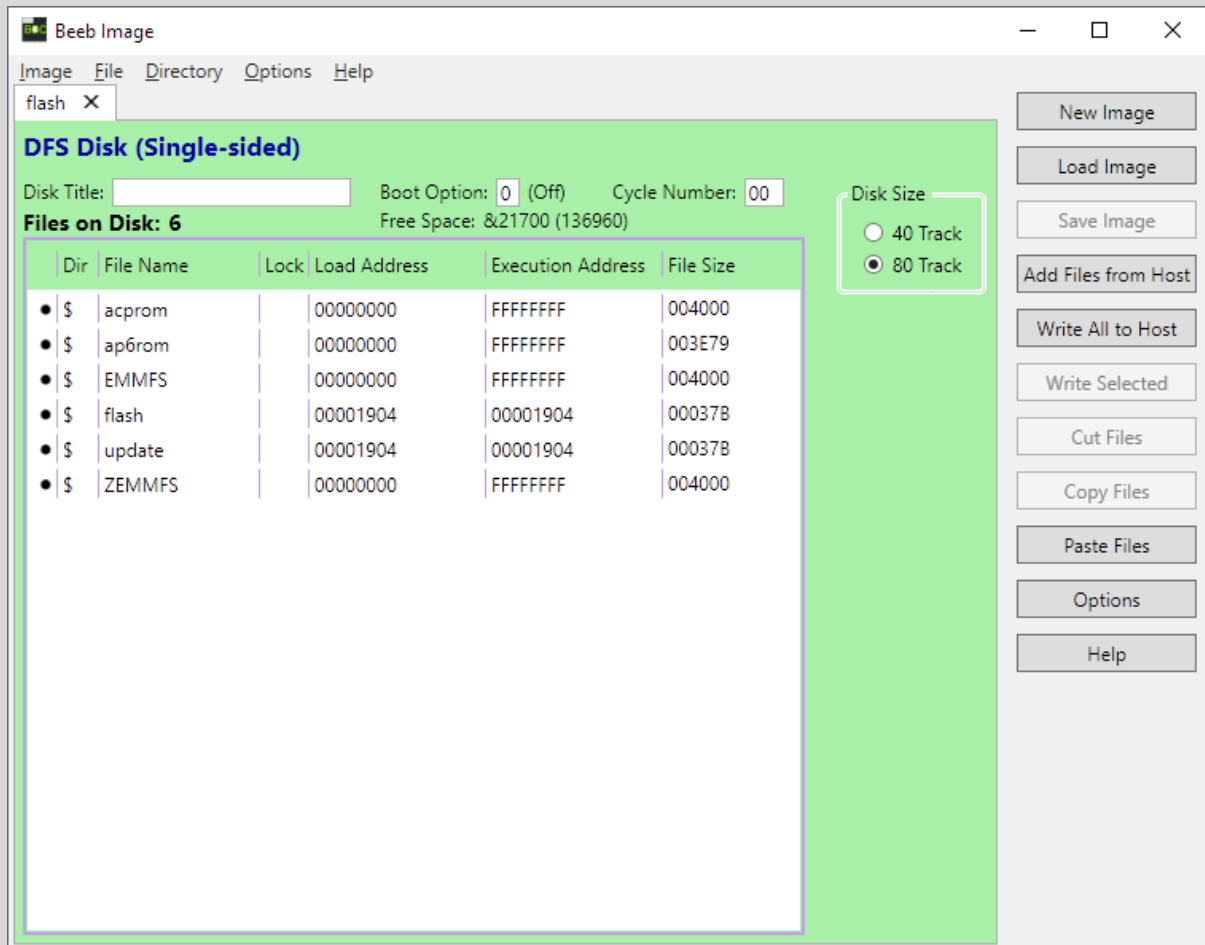 Beeb Image
Image File Directory Options Help
flash
DFS Disk (Single-sided)
Disk Title: Boot Option: 0 (Off) Cycle Number: 00
Files on Disk: 6 Free Space: &21700 (136960)
Disk Size
40 Track
80 Track
Dir File Name Lock Load Address Execution Address File Size
$ acprom 00000000 FFFFFFFF 004000
$ ap6rom 00000000 FFFFFFFF 003E79
$ EMMFS 00000000 FFFFFFFF 004000
$ flash 00001904 00001904 00037B
$ update 00001904 00001904 00037B
$ ZEMMFS 00000000 FFFFFFFF 004000
New Image
Load Image
Save Image
Add Files from Host
Write All to Host
Write Selected
Cut Files
Copy Files
Paste Files
Options
Help